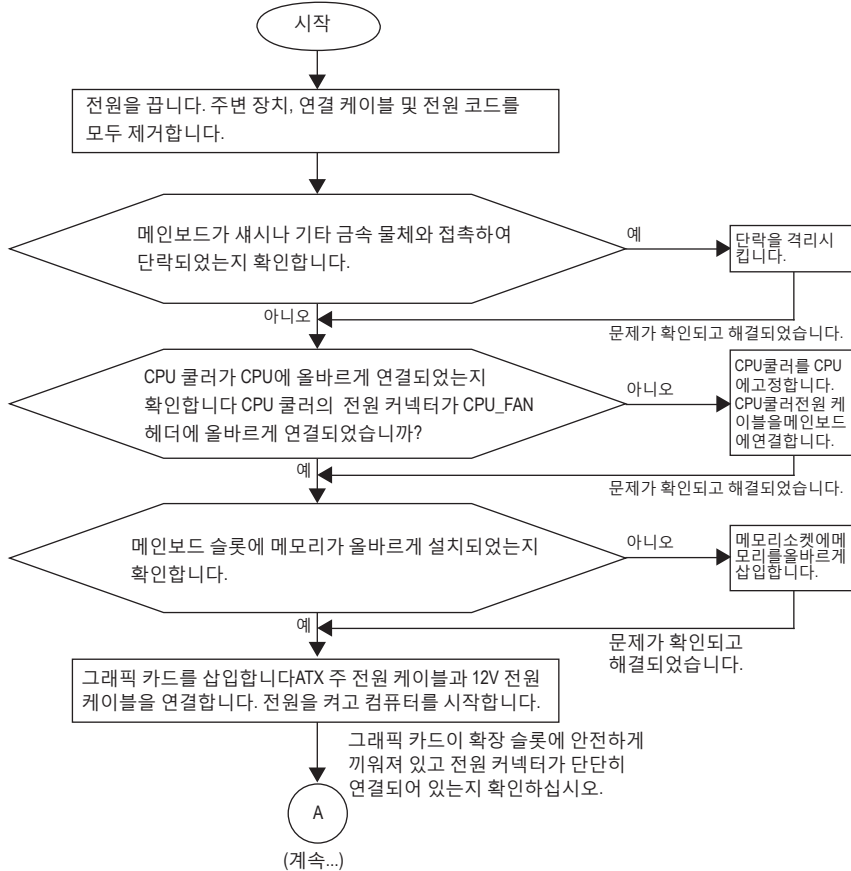 시작
전원을 끕니다. 주변 장치, 연결 케이블 및 전원 코드를
모두 제거합니다.
메인보드가 섀시나 기타 금속 물체와 접촉하여
단락되었는지 확인합니다.
예
단락을 격리시
킵니다.
아니오
문제가 확인되고 해결되었습니다.
CPU 쿨러가 CPU에 올바르게 연결되었는지
확인합니다 CPU 쿨러의 전원 커넥터가 CPU_FAN
헤더에 올바르게 연결되었습니까?
아니오
CPU쿨러를 CPU
에고정합니다.
CPU쿨러전원 케
이블을메인보드
에연결합니다.
예
문제가 확인되고 해결되었습니다.
메인보드 슬롯에 메모리가 올바르게 설치되었는지
확인합니다.
아니오
메모리소켓에메
모리를올바르게
삽입합니다.
예
문제가 확인되고
해결되었습니다.
그래픽 카드를 삽입합니다ATX 주 전원 케이블과 12V 전원
케이블을 연결합니다. 전원을 켜고 컴퓨터를 시작합니다.
그래픽 카드이 확장 슬롯에 안전하게
끼워져 있고 전원 커넥터가 단단히
연결되어 있는지 확인하십시오.
A
(계속...)